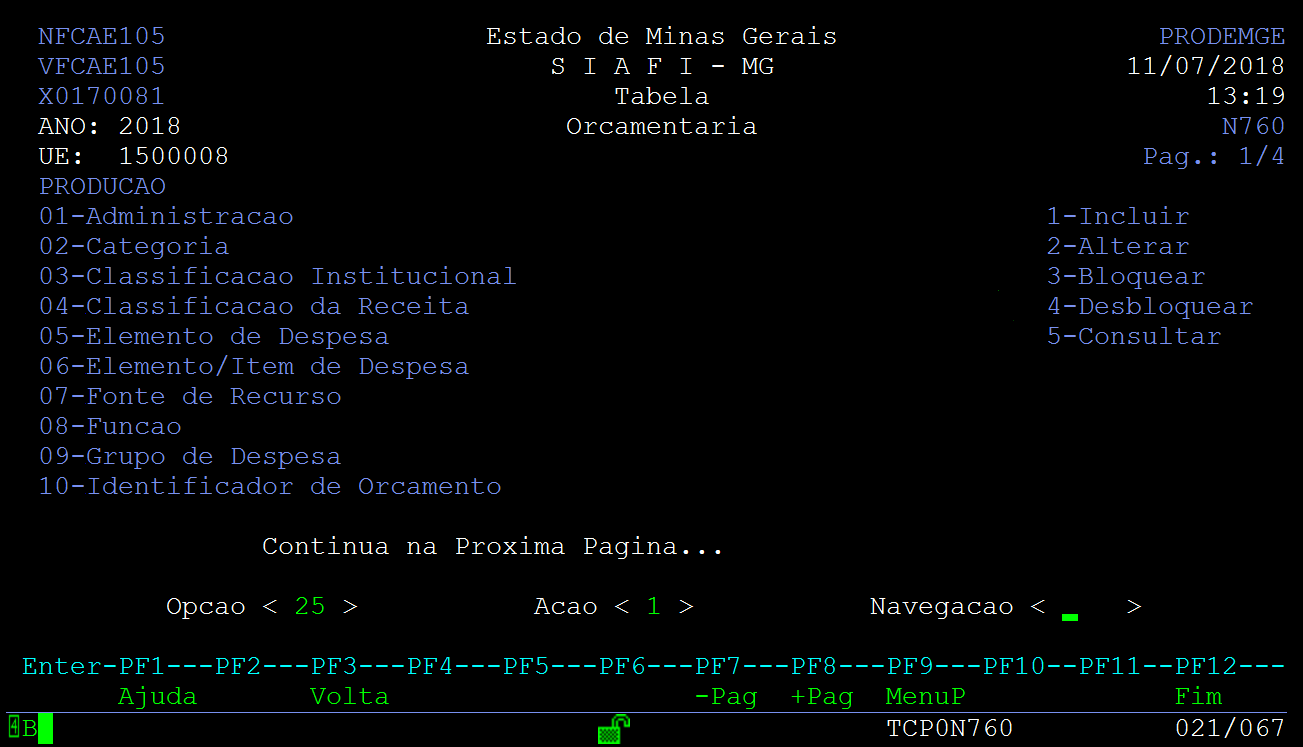 NFCAE105 Estado de Minas Gerais PRODEMGE
VFCAE105 S I A F I - MG 11/07/2018
X0170081 Tabela 13:19
ANO: 2018 Orcamentaria N760
UE: 1500008 Pag.: 1/4
PRODUCAO
01-Administracao 1-Incluir
02-Categoria 2-Alterar
03-Classificacao Institucional 3-Bloquear
04-Classificacao da Receita 4-Desbloquear
05-Elemento de Despesa 5-Consultar
06-Elemento/Item de Despesa
07-Fonte de Recurso
08-Funcao
09-Grupo de Despesa
10-Identificador de Orcamento
Continua na Proxima Pagina...
Opcao < 25 > Acao < 1 > Navegacao < _ >
Enter-PF1---PF2---PF3---PF4---PF5---PF6---PF7---PF8---PF9---PF10--PF11--PF12---
Ajuda Volta -Pag +Pag MenuP Fim
4B TCP0N760 021/067